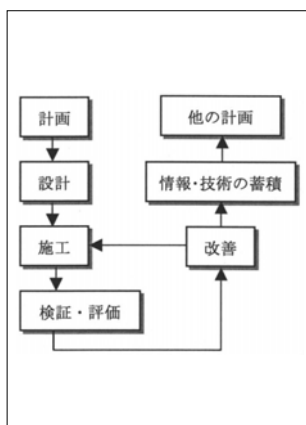 計画
他の計画
設計
情報・技術の蓄積
施工
改善
検証・評価